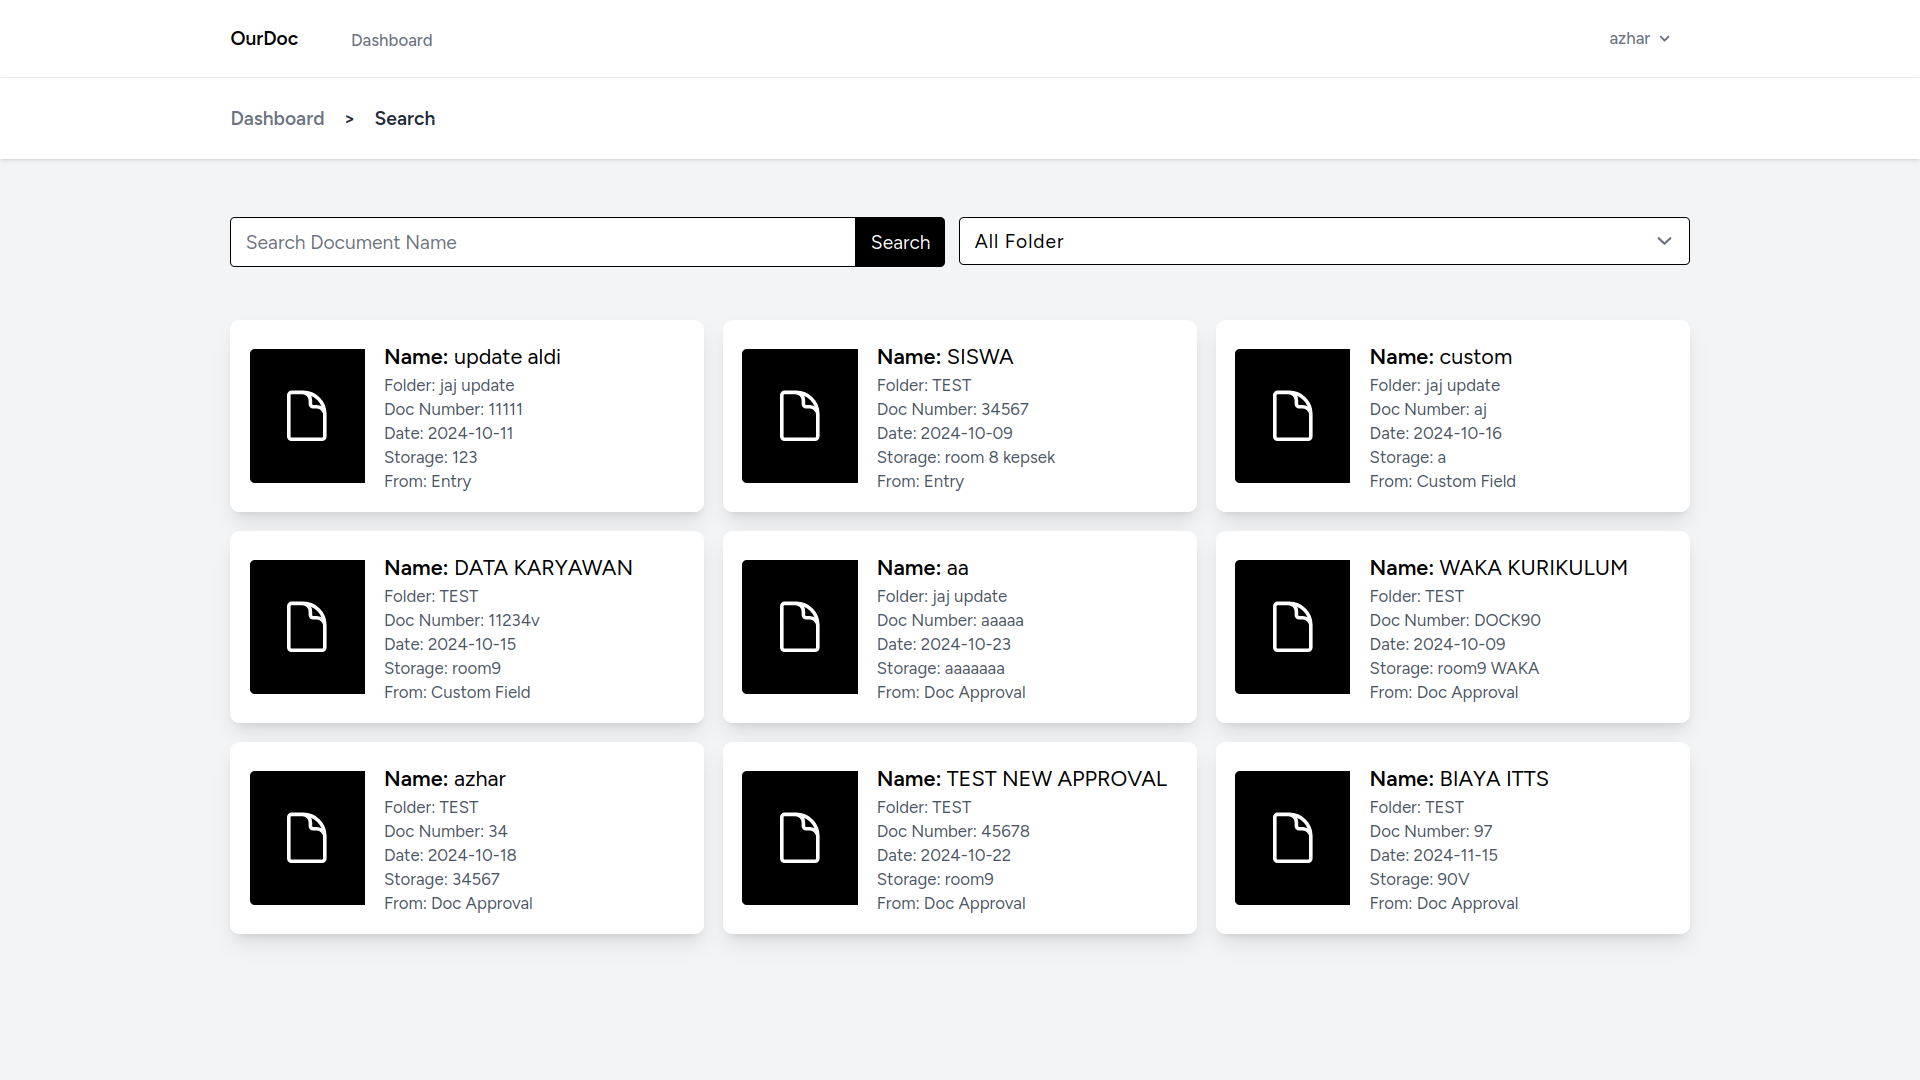 OurDoc
Dashboard
azhar
Dashboard > Search
Search Document Name
Search
All Folder
Name: update aldi
Folder: jaj update
Doc Number: 11111
Date: 2024-10-11
Storage: 123
From: Entry
Name: SISWA
Folder: TEST
Doc Number: 34567
Date: 2024-10-09
Storage: room 8 kepsek
From: Entry
Name: custom
Folder: jaj update
Doc Number: aj
Date: 2024-10-16
Storage: a
From: Custom Field
Name: DATA KARYAWAN
Folder: TEST
Doc Number: 11234v
Date: 2024-10-15
Storage: room9
From: Custom Field
Name: aa
Folder: jaj update
Doc Number: aaaaa
Date: 2024-10-23
Storage: aaaaaaa
From: Doc Approval
Name: WAKA KURIKULUM
Folder: TEST
Doc Number: DOCK90
Date: 2024-10-09
Storage: room9 WAKA
From: Doc Approval
Name: azhar
Folder: TEST
Doc Number: 34
Date: 2024-10-18
Storage: 34567
From: Doc Approval
Name: TEST NEW APPROVAL
Folder: TEST
Doc Number: 45678
Date: 2024-10-22
Storage: room9
From: Doc Approval
Name: BIAYA ITTS
Folder: TEST
Doc Number: 97
Date: 2024-11-15
Storage: 90V
From: Doc Approval